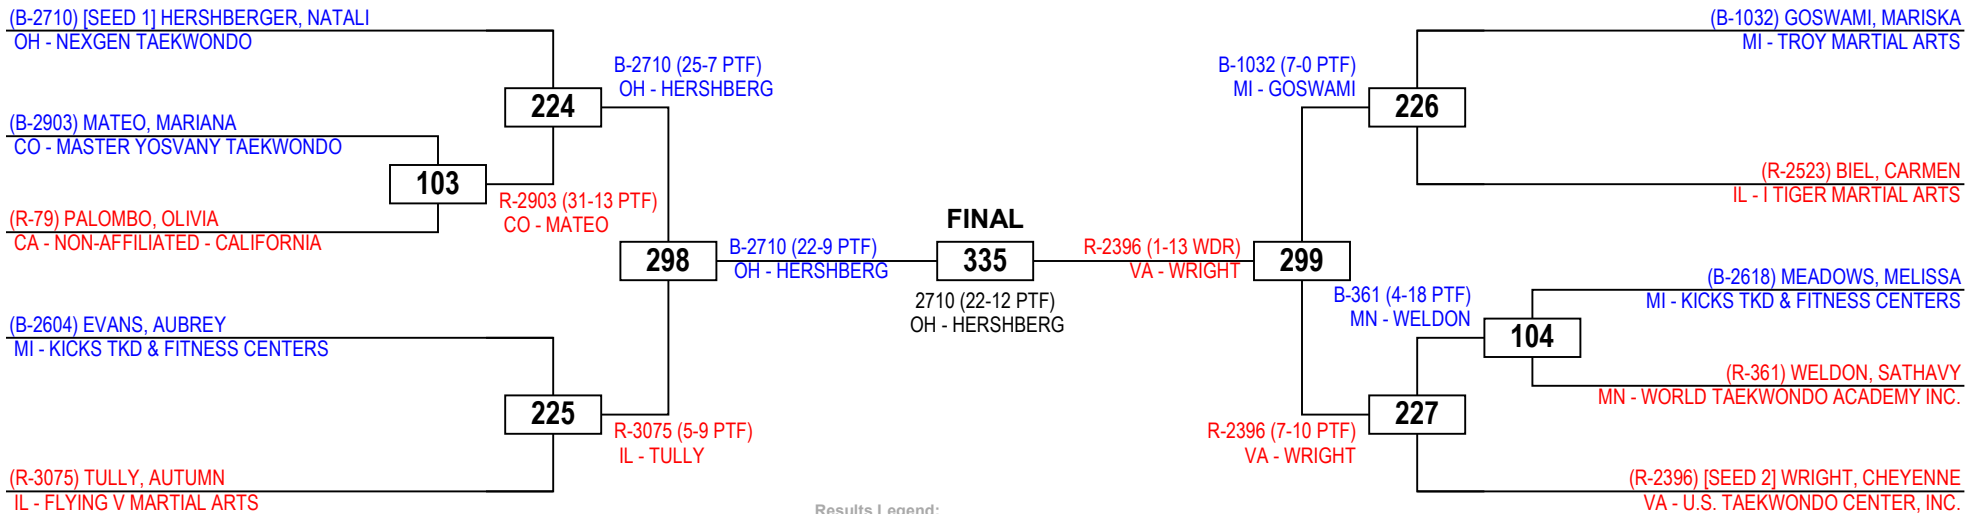 (B-2710) [SEED 1] HERSHBERGER, NATALI
OH - NEXGEN TAEKWONDO
(B-2903) MATEO, MARIANA
CO - MASTER YOSVANY TAEKWONDO
(R-79) PALOMBO, OLIVIA
CA - NON-AFFILIATED - CALIFORNIA
(B-2604) EVANS, AUBREY
MI - KICKS TKD & FITNESS CENTERS
(R-3075) TULLY, AUTUMN
IL - FLYING V MARTIAL ARTS
103
R-2903 (31-13 PTF)
CO - MATEO
224
B-2710 (25-7 PTF)
OH - HERSHBERG
225
R-3075 (5-9 PTF)
IL - TULLY
298
B-2710 (22-9 PTF)
OH - HERSHBERG
FINAL
335
2710 (22-12 PTF)
OH - HERSHBERG
R-2396 (1-13 WDR)
VA - WRIGHT
299
B-1032 (7-0 PTF)
MI - GOSWAMI
226
R-2396 (7-10 PTF)
VA - WRIGHT
227
B-361 (4-18 PTF)
MN - WELDON
104
(B-1032) GOSWAMI, MARISKA
MI - TROY MARTIAL ARTS
(R-2523) BIEL, CARMEN
IL - I TIGER MARTIAL ARTS
(B-2618) MEADOWS, MELISSA
MI - KICKS TKD & FITNESS CENTERS
(R-361) WELDON, SATHAVY
MN - WORLD TAEKWONDO ACADEMY INC.
(R-2396) [SEED 2] WRIGHT, CHEYENNE
VA - U.S. TAEKWONDO CENTER, INC.
Results Legend: